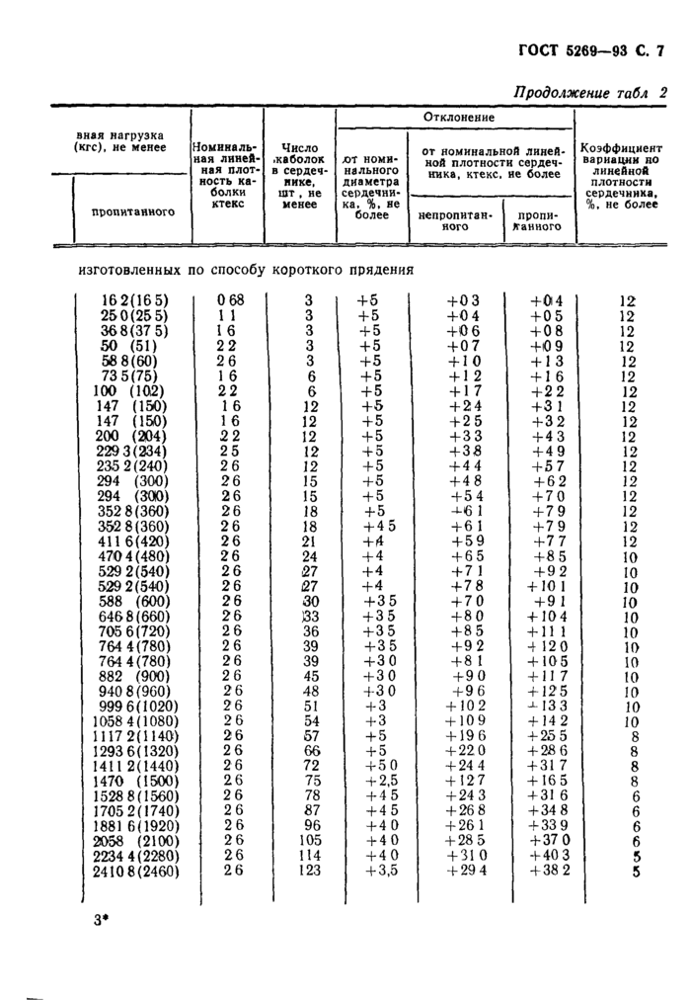 ГОСТ 5269—93 С. 7
Продолжение табл 2
вная нагрузка (кгс), не менее
пропитанного
Номинальная линейная плотность каболки ктекс
Число каболок в сердечнике, шт, не менее
Отклонение
от номинального диаметра сердечника, %, не более
от номинальной линейной плотности сердечника, ктекс, не более
непропитанного
пропитанного
Коэффициент вариации по линейной плотности сердечника, %, не более
изготовленных по способу короткого прядения
16 2(16 5) 0 68 3 +5 +0 3 +0 4 12
25 0(25 5) 1 1 3 +5 +0 4 +0 5 12
36 8(37 5) 1 6 3 +5 +0 6 +0 8 12
50 (51) 2 2 3 +5 +0 7 +0 9 12
58 8(60) 2 6 3 +5 +1 0 +1 3 12
73 5(75) 1 6 6 +5 +1 2 +1 6 12
100 (102) 2 2 6 +5 +1 7 +2 2 12
147 (150) 1 6 12 +5 +2 4 +3 1 12
147 (150) 1 6 12 +5 +2 5 +3 2 12
200 (204) 2 2 12 +5 +3 3 +4 3 12
229 3(234) 2 5 12 +5 +3 8 +4 9 12
235 2(240) 2 6 12 +5 +4 4 +5 7 12
294 (300) 2 6 15 +5 +4 8 +6 2 12
294 (300) 2 6 15 +5 +5 4 +7 0 12
352 8(360) 2 6 18 +5 +6 1 +7 9 12
352 8(360) 2 6 18 +4 5 +6 1 +7 9 12
411 6(420) 2 6 21 +4 +5 9 +7 7 12
470 4(480) 2 6 24 +4 +6 5 +8 5 10
529 2(540) 2 6 27 +4 +7 1 +9 2 10
529 2(540) 2 6 27 +4 +7 8 +10 1 10
588 (600) 2 6 30 +3 5 +7 0 +9 1 10
646 8(660) 2 6 33 +3 5 +8 0 +10 4 10
705 6(720) 2 6 36 +3 5 +8 5 +11 1 10
764 4(780) 2 6 39 +3 5 +9 2 +12 0 10
764 4(780) 2 6 39 +3 0 +8 1 +10 5 10
882 (900) 2 6 45 +3 0 +9 0 +11 7 10
940 8(960) 2 6 48 +3 0 +9 6 +12 5 10
999 6(1020) 2 6 51 +3 +10 2 +13 3 10
1058 4(1080) 2 6 54 +3 +10 9 +14 2 10
1117 2(1140) 2 6 57 +5 +19 6 +25 5 8
1293 6(1320) 2 6 66 +5 +22 0 +28 6 8
1411 2(1440) 2 6 72 +5 0 +24 4 +31 7 8
1470 (1500) 2 6 75 +2,5 +12 7 +16 5 8
1528 8(1560) 2 6 78 +4 5 +24 3 +31 6 6
1705 2(1740) 2 6 87 +4 5 +26 8 +34 8 6
1881 6(1920) 2 6 96 +4 0 +26 1 +33 9 6
2058 (2100) 2 6 105 +4 0 +28 5 +37 0 6
2234 4(2280) 2 6 114 +4 0 +31 0 +40 3 5
2410 8(2460) 2 6 123 +3,5 +29 4 +38 2 5
3*